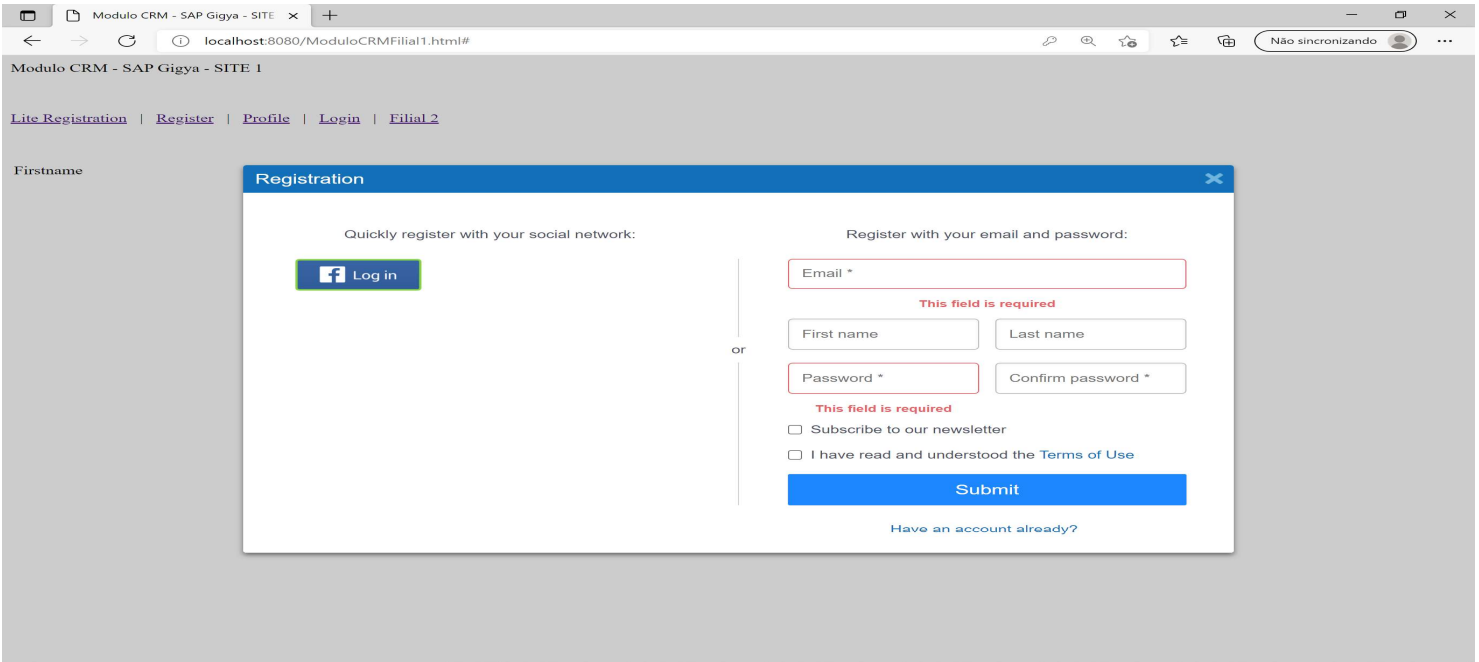 Modulo CRM - SAP Gigya - SITE
localhost:8080/ModuloCRMFilial1.html#
Não sincronizando
Modulo CRM - SAP Gigya - SITE 1
Lite Registration | Register | Profile | Login | Filial 2
Firstname
Registration
Quickly register with your social network:
Log in
or
Register with your email and password:
Email *
This field is required
First name Last name
Password * Confirm password *
This field is required
Subscribe to our newsletter
I have read and understood the Terms of Use
Submit
Have an account already?